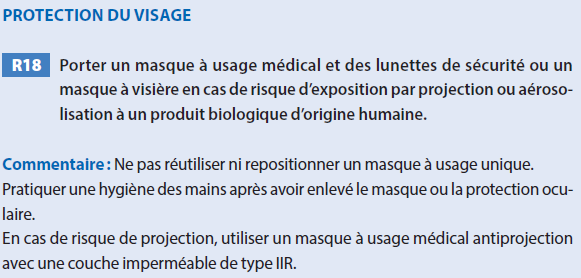 PROTECTION DU VISAGE
R18 Porter un masque à usage médical et des lunettes de sécurité ou un
masque à visière en cas de risque d’exposition par projection ou aéroso-
lisation à un produit biologique d’origine humaine.
Commentaire : Ne pas réutiliser ni repositionner un masque à usage unique.
Pratiquer une hygiène des mains après avoir enlevé le masque ou la protection ocu-
laire.
En cas de risque de projection, utiliser un masque à usage médical antiprojection
avec une couche imperméable de type IIR.